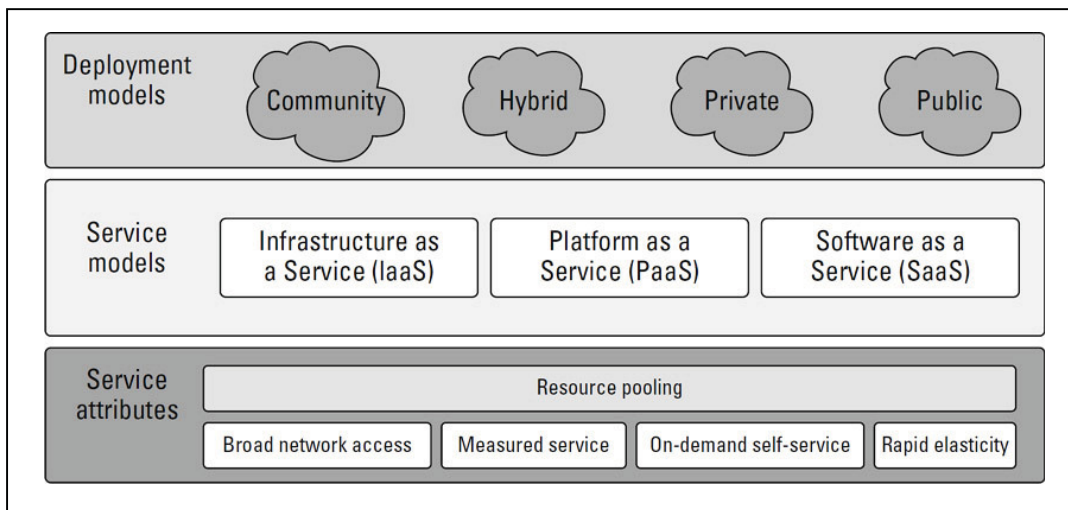 Deployment
models
Community
Hybrid
Private
Public
Service
models
Infrastructure as
a Service (IaaS)
Platform as a
Service (PaaS)
Software as a
Service (SaaS)
Service
attributes
Resource pooling
Broad network access
Measured service
On-demand self-service
Rapid elasticity